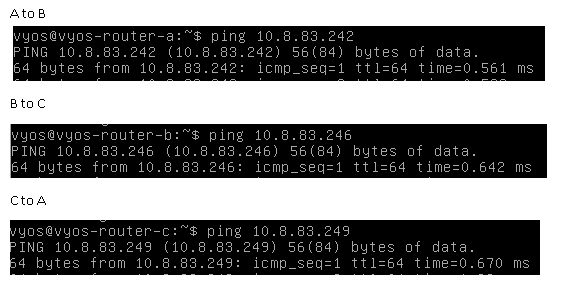 A to B
vyos@vyos-router-a:~$ ping 10.8.83.242
PING 10.8.83.242 (10.8.83.242) 56(84) bytes of data.
64 bytes from 10.8.83.242: icmp_seq=1 ttl=64 time=0.561 ms
B to C
vyos@vyos-router-b:~$ ping 10.8.83.246
PING 10.8.83.246 (10.8.83.246) 56(84) bytes of data.
64 bytes from 10.8.83.246: icmp_seq=1 ttl=64 time=0.642 ms
C to A
vyos@vyos-router-c:~$ ping 10.8.83.249
PING 10.8.83.249 (10.8.83.249) 56(84) bytes of data.
64 bytes from 10.8.83.249: icmp_seq=1 ttl=64 time=0.670 ms